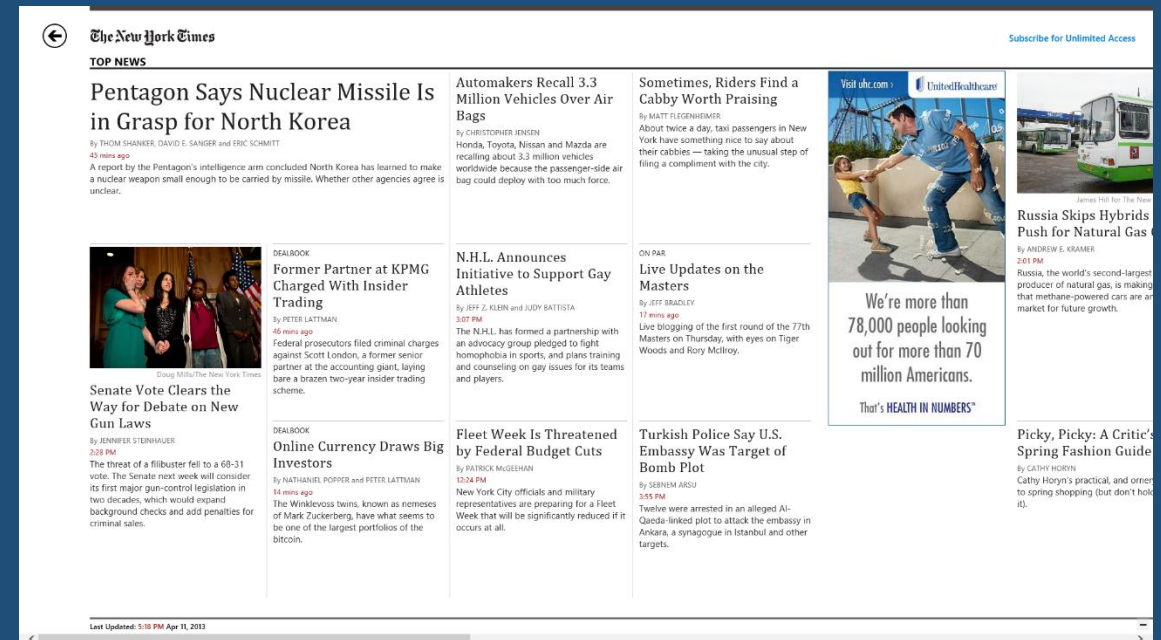 The New York Times
Subscribe for Unlimited Access
TOP NEWS
Pentagon Says Nuclear Missile Is
in Grasp for North Korea
By THOM SHANKER, DAVID E. SANGER and ERIC SCHMITT
45 mins ago
A report by the Pentagon's intelligence arm concluded North Korea has learned to make
a nuclear weapon small enough to be carried by missile. Whether other agencies agree is
unclear.
Doug Mills/The New York Times
Senate Vote Clears the
Way for Debate on New
Gun Laws
By JENNIFER STEINHAUER
2:28 PM
The threat of a filibuster fell to a 68-31
vote. The Senate next week will consider
its first major gun-control legislation in
two decades, which would expand
background checks and add penalties for
criminal sales.
DEALBOOK
Former Partner at KPMG
Charged With Insider
Trading
By PETER LATTMAN
46 mins ago
Federal prosecutors filed criminal charges
against Scott London, a former senior
partner at the accounting giant, laying
bare a brazen two-year insider trading
scheme.
DEALBOOK
Online Currency Draws Big
Investors
By NATHANIEL POPPER and PETER LATTMAN
14 mins ago
The Winklevoss twins, known as nemeses
of Mark Zuckerberg, have what seems to
be one of the largest portfolios of the
bitcoin.
Automakers Recall 3.3
Million Vehicles Over Air
Bags
By CHRISTOPHER JENSEN
Honda, Toyota, Nissan and Mazda are
recalling about 3.3 million vehicles
worldwide because the passenger-side air
bag could deploy with too much force.
N.H.L. Announces
Initiative to Support Gay
Athletes
By JEFF Z. KLEIN and JUDY BATTISTA
3:07 PM
The N.H.L. has formed a partnership with
an advocacy group pledged to fight
homophobia in sports, and plans training
and counseling on gay issues for its teams
and players.
Fleet Week Is Threatened
by Federal Budget Cuts
By PATRICK McGEEHAN
12:24 PM
New York City officials and military
representatives are preparing for a Fleet
Week that will be significantly reduced if it
occurs at all.
Sometimes, Riders Find a
Cabby Worth Praising
By MATT FLEGENHEIMER
About twice a day, taxi passengers in New
York have something nice to say about
their cabbies — taking the unusual step of
filing a compliment with the city.
ON PAR
Live Updates on the
Masters
By JEFF BRADLEY
17 mins ago
Live blogging of the first round of the 77th
Masters on Thursday, with eyes on Tiger
Woods and Rory McIlroy.
Turkish Police Say U.S.
Embassy Was Target of
Bomb Plot
By SEBNEM ARSU
3:55 PM
Twelve were arrested in an alleged Al-
Qaeda-linked plot to attack the embassy in
Ankara, a synagogue in Istanbul and other
targets.
Visit uhc.com ›
UnitedHealthcare
We're more than
78,000 people looking
out for more than 70
million Americans.
That's HEALTH IN NUMBERS™
James Hill for The New
Russia Skips Hybrids
Push for Natural Gas
By ANDREW E. KRAMER
2:01 PM
Russia, the world's second-largest
producer of natural gas, is making
that methane-powered cars are an
market for future growth.
Picky, Picky: A Critic's
Spring Fashion Guide
By CATHY HORYN
Cathy Horyn's practical, and ornery
to spring shopping (but don't hold
it).
Last Updated: 5:18 PM Apr 11, 2013